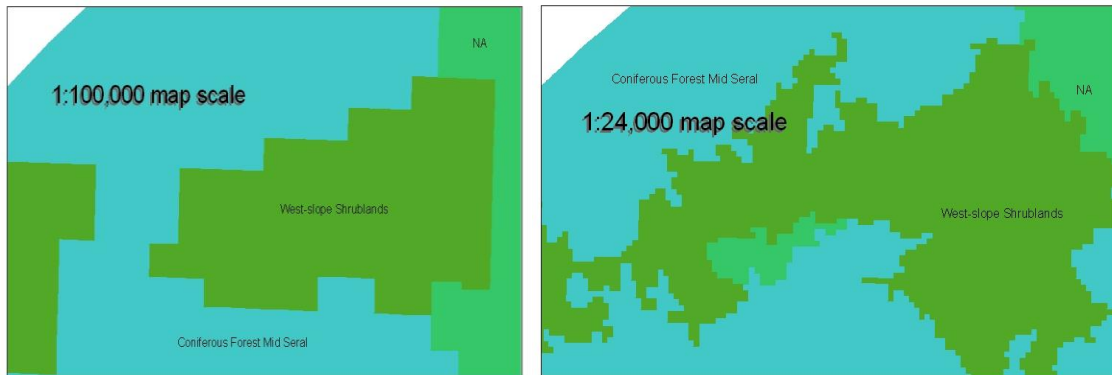 NA
1:100,000 map scale
West-slope Shrublands
Coniferous Forest Mid Seral
Coniferous Forest Mid Seral
NA
1:24,000 map scale
West-slope Shrublands